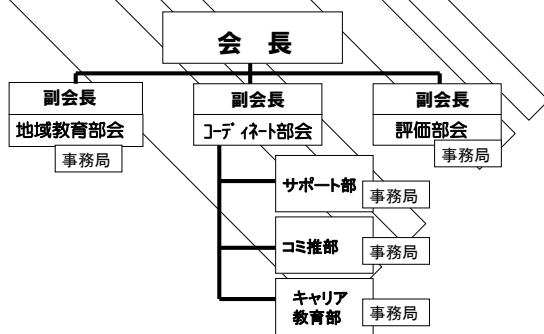 会　長
副会長
地域教育部会
事務局
副会長
ｺｰﾃﾞｨﾈｰﾄ部会
副会長
評価部会
事務局
サポート部
事務局
コミ推部
事務局
キャリア
教育部
事務局